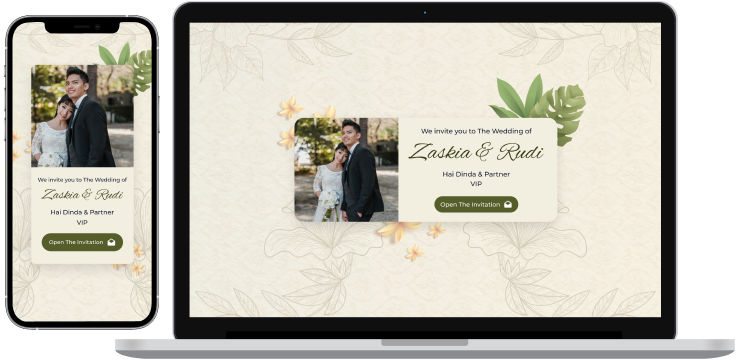 We invite you to The Wedding of
Zaskia & Rudi
Hai Dinda & Partner
VIP
Open The Invitation
We invite you to The Wedding of
Zaskia & Rudi
Hai Dinda & Partner
VIP
Open The Invitation